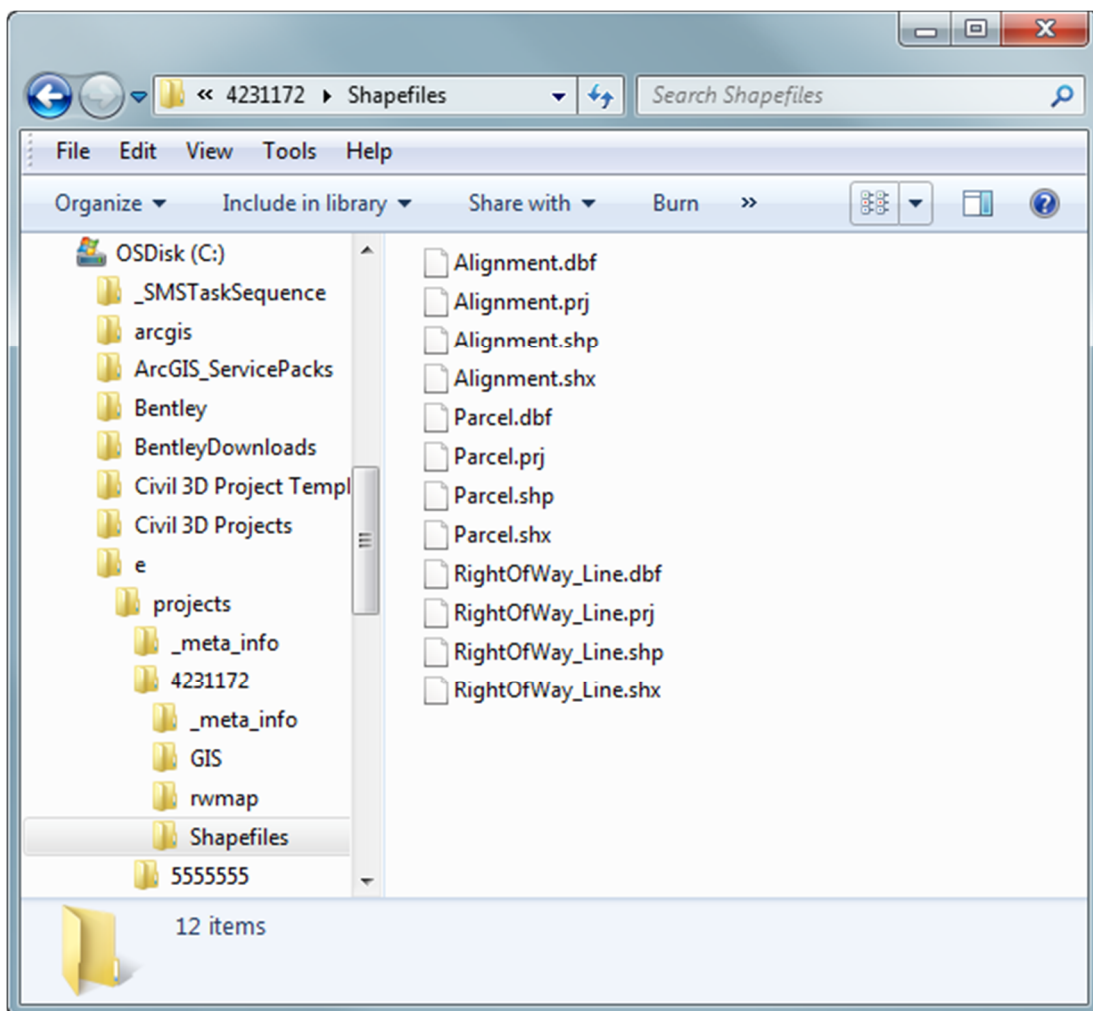 « 4231172 ▸ Shapefiles
Search Shapefiles
File Edit View Tools Help
Organize Include in library Share with Burn »
OSDisk (C:)
_SMSTaskSequence
arcgis
ArcGIS_ServicePacks
Bentley
BentleyDownloads
Civil 3D Project Templ
Civil 3D Projects
e
projects
_meta_info
4231172
_meta_info
GIS
rwmap
Shapefiles
5555555
Alignment.dbf
Alignment.prj
Alignment.shp
Alignment.shx
Parcel.dbf
Parcel.prj
Parcel.shp
Parcel.shx
RightOfWay_Line.dbf
RightOfWay_Line.prj
RightOfWay_Line.shp
RightOfWay_Line.shx
12 items